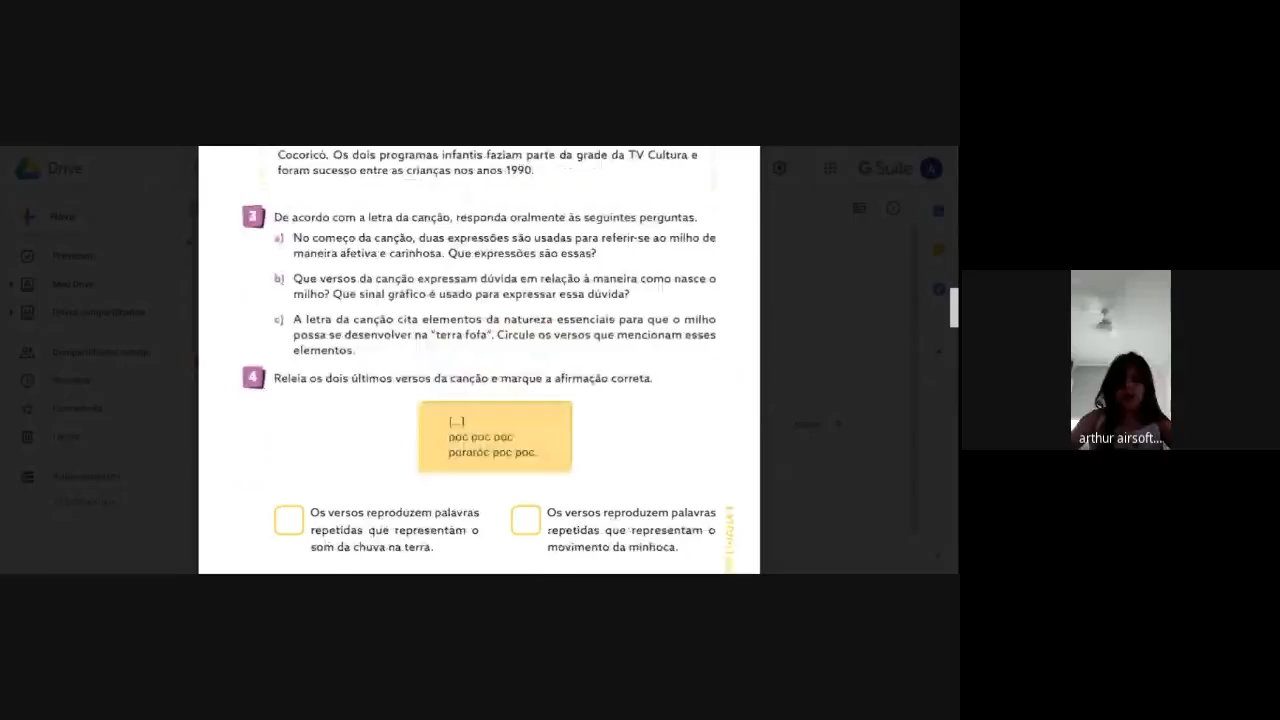 Cocoricó. Os dois programas infantis faziam parte da grade da TV Cultura e
foram sucesso entre as crianças nos anos 1990.
3 De acordo com a letra da canção, responda oralmente às seguintes perguntas.
a) No começo da canção, duas expressões são usadas para referir-se ao milho de
maneira afetiva e carinhosa. Que expressões são essas?
b) Que versos da canção expressam dúvida em relação à maneira como nasce o
milho? Que sinal gráfico é usado para expressar essa dúvida?
c) A letra da canção cita elementos da natureza essenciais para que o milho
possa se desenvolver na "terra fofa". Circule os versos que mencionam esses
elementos.
4 Releia os dois últimos versos da canção e marque a afirmação correta.
[...]
poc poc poc
pararóc poc poc.
Os versos reproduzem palavras
repetidas que representam o
som da chuva na terra.
Os versos reproduzem palavras
repetidas que representam o
movimento da minhoca.
Drive
Novo
Meu Drive
G Suite
A
arthur airsoft...